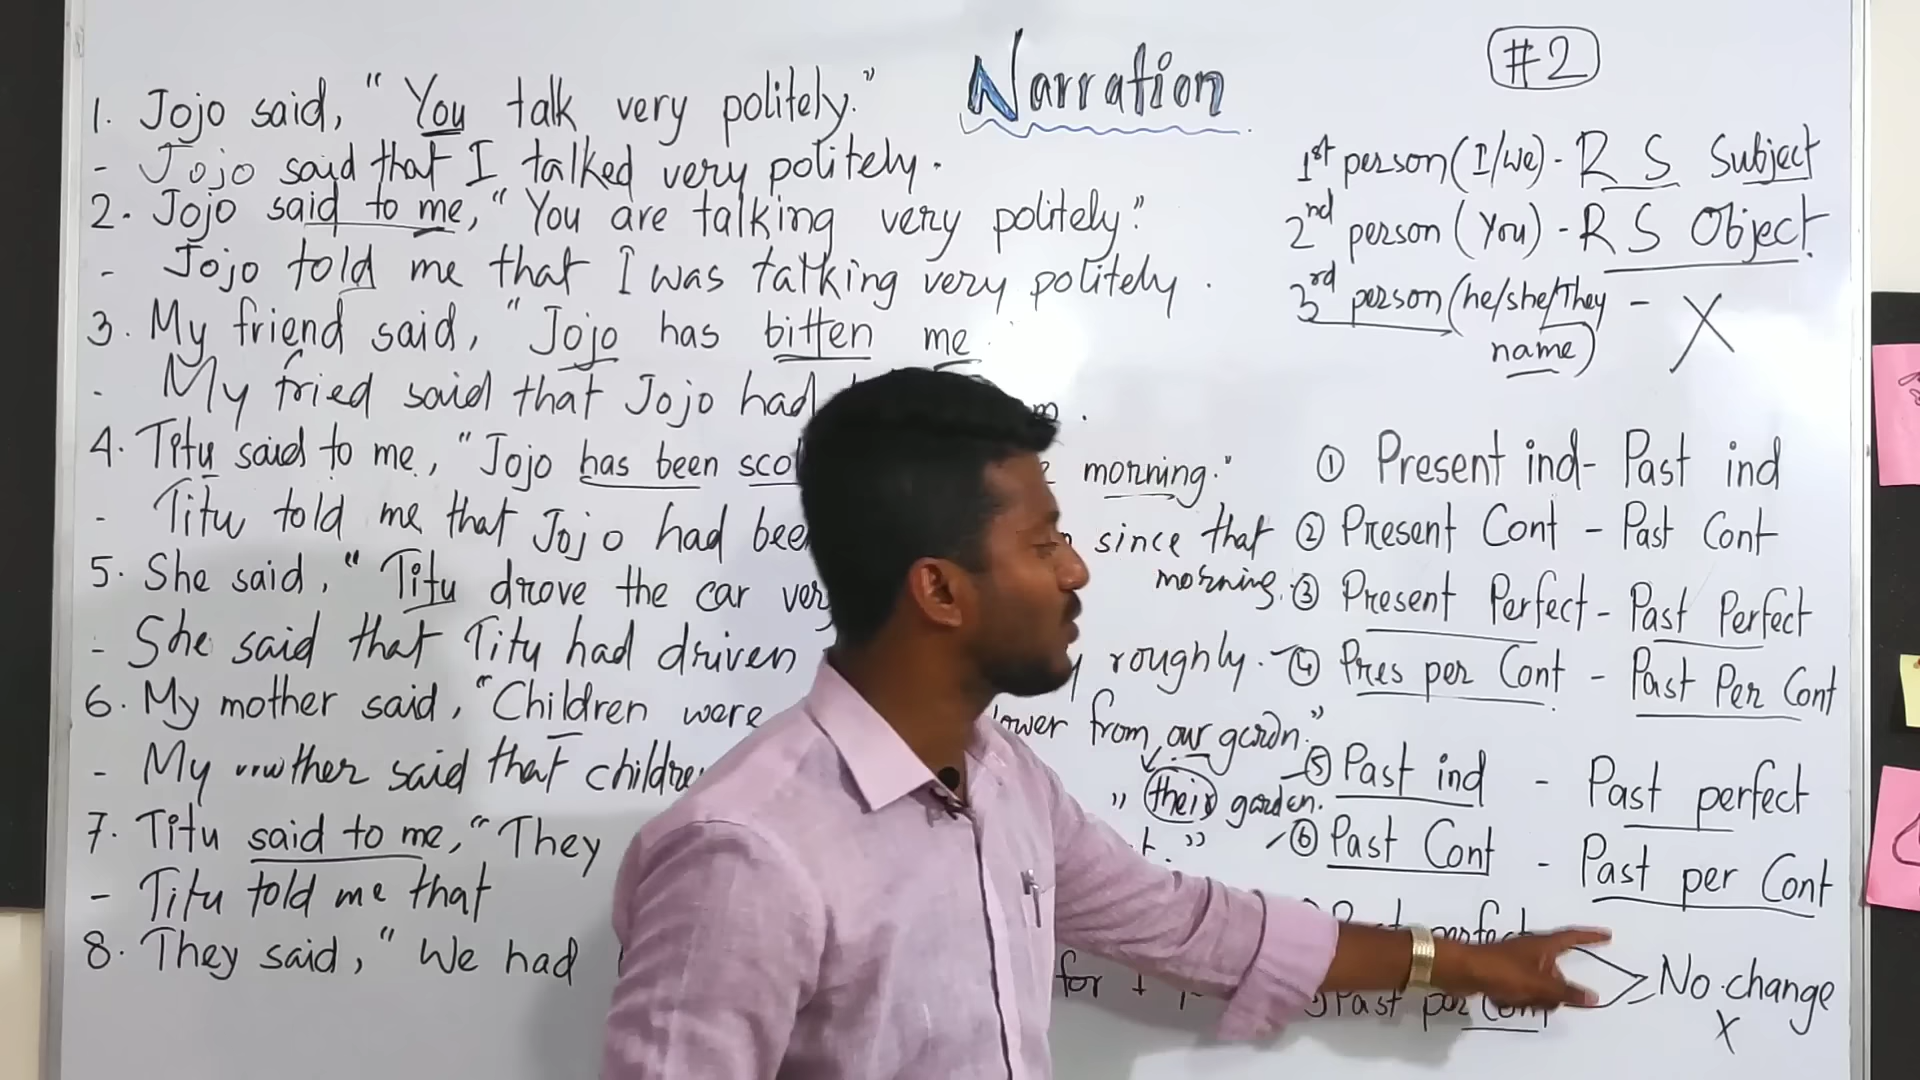 Narration
#2
1. Jojo said, "You talk very politely."
- Jojo said that I talked very politely.
2. Jojo said to me, "You are talking very politely."
- Jojo told me that I was talking very politely.
3. My friend said, "Jojo has bitten me.
- My fried said that Jojo had
4. Titu said to me, "Jojo has been morning."
- Titu told me that Jojo had been since that
morning.
5. She said, "Titu drove the car
- She said that Titu had driven roughly.
6. My mother said, "Children were from our gardn."
- My mother said that children " their garden.
7. Titu said to me, "They
- Titu told me that
8. They said, "We had for
1st person (I/We) - R S Subject
2nd person (You) - R S Object.
3rd person (he/she/They - X
name)
① Present ind - Past ind
② Present Cont - Past Cont
③ Present Perfect - Past Perfect
④ Pres per Cont - Past Per Cont
⑤ Past ind - Past perfect
⑥ Past Cont - Past per Cont
Past perfect
Past per Cont
No change
X